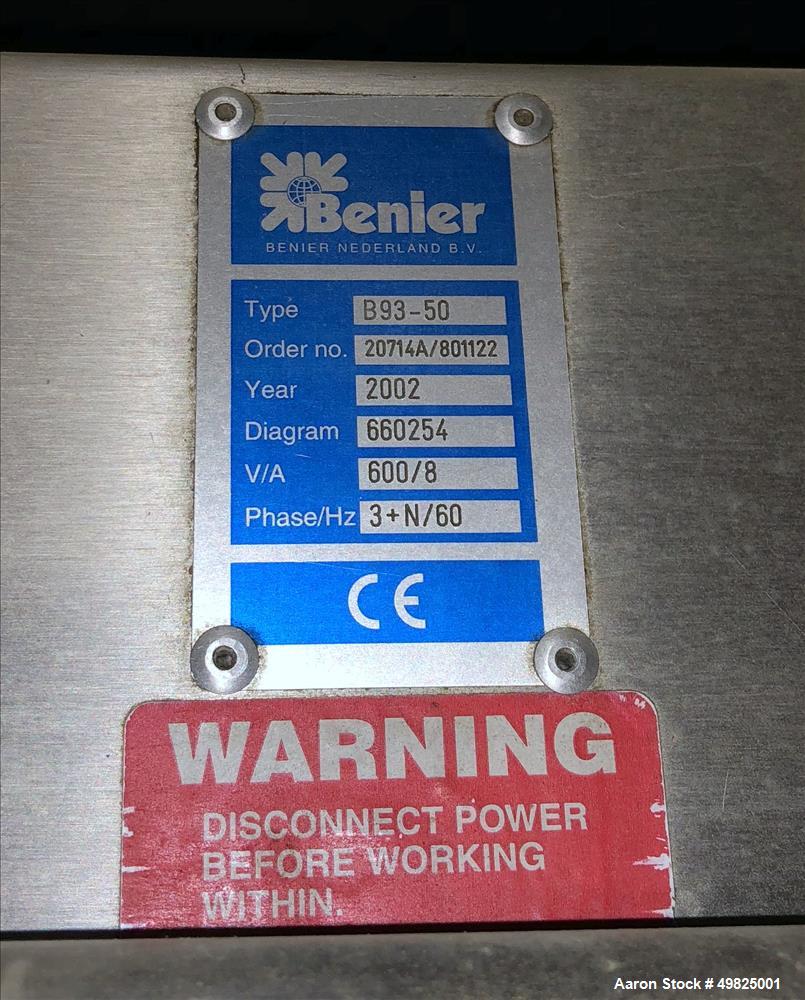 Benier
BENIER NEDERLAND B.V.
Type B93-50
Order no. 20714A/801122
Year 2002
Diagram 660254
V/A 600/8
Phase/Hz 3+N/60
CE
WARNING
DISCONNECT POWER
BEFORE WORKING
WITHIN.
Aaron Stock # 49825001